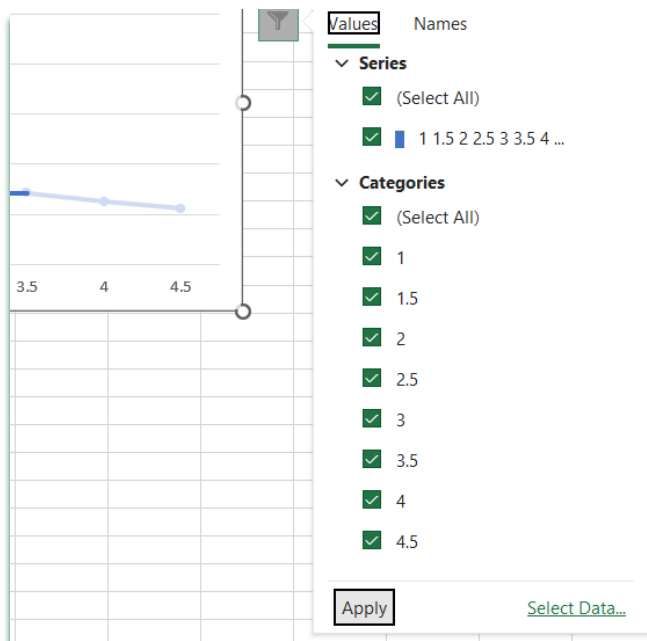 Values Names
Series
(Select All)
1 1.5 2 2.5 3 3.5 4 ...
Categories
(Select All)
1
1.5
2
2.5
3
3.5
4
4.5
Apply Select Data...
3.5 4 4.5